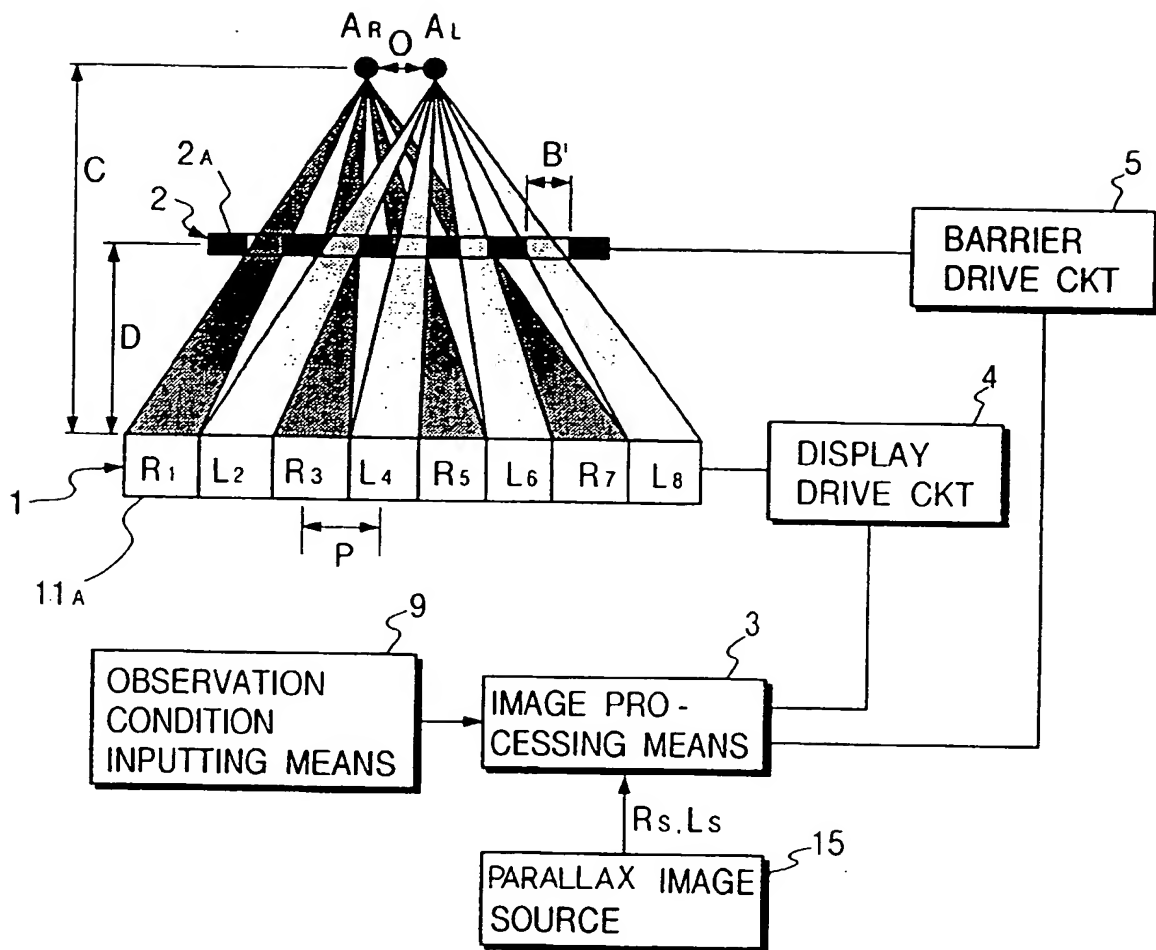 AR O AL
C
2A
2
B'
5
BARRIER
DRIVE CKT
D
4
DISPLAY
DRIVE CKT
1
R1 L2 R3 L4 R5 L6 R7 L8
P
11A
9
OBSERVATION
CONDITION
INPUTTING MEANS
3
IMAGE PRO-
CESSING MEANS
Rs,Ls
15
PARALLAX IMAGE
SOURCE